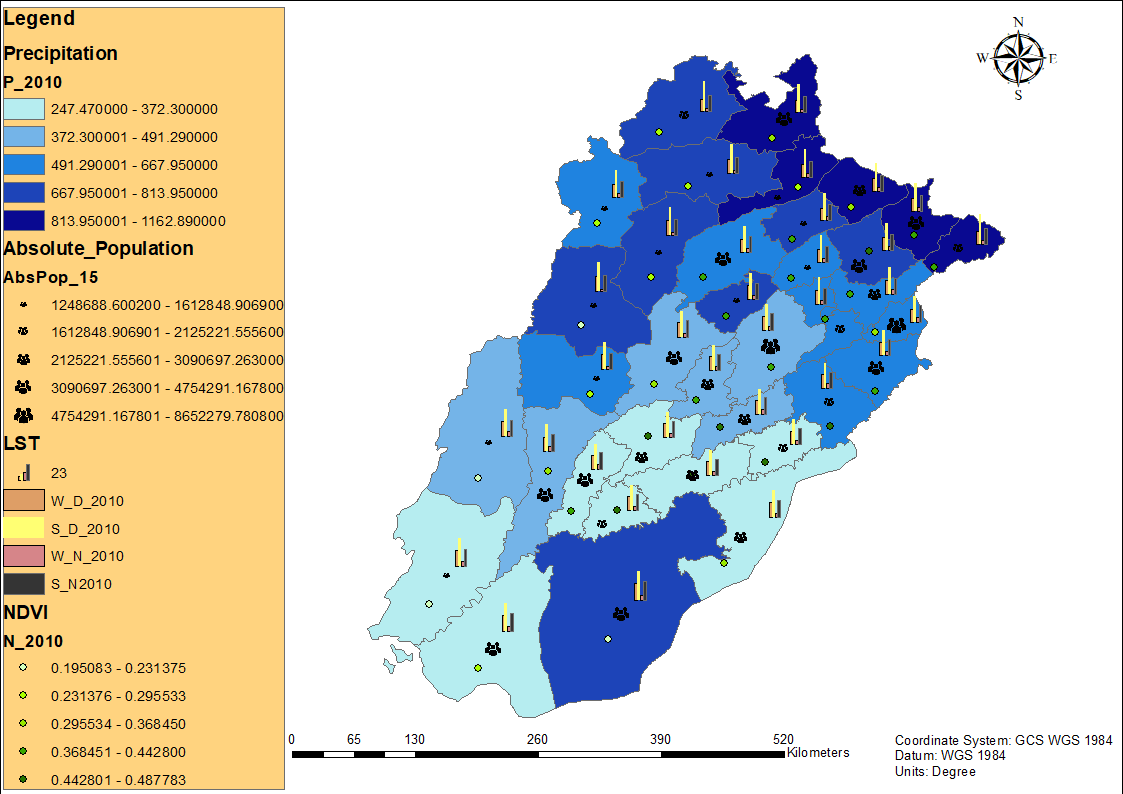 Legend
Precipitation
P_2010
247.470000 - 372.300000
372.300001 - 491.290000
491.290001 - 667.950000
667.950001 - 813.950000
813.950001 - 1162.890000
Absolute_Population
AbsPop_15
1248688.600200 - 1612848.906900
1612848.906901 - 2125221.555600
2125221.555601 - 3090697.263000
3090697.263001 - 4754291.167800
4754291.167801 - 8652279.780800
LST
23
W_D_2010
S_D_2010
W_N_2010
S_N2010
NDVI
N_2010
0.195083 - 0.231375
0.231376 - 0.295533
0.295534 - 0.368450
0.368451 - 0.442800
0.442801 - 0.487783
N
W E
S
0 65 130 260 390 520
Kilometers
Coordinate System: GCS WGS 1984
Datum: WGS 1984
Units: Degree